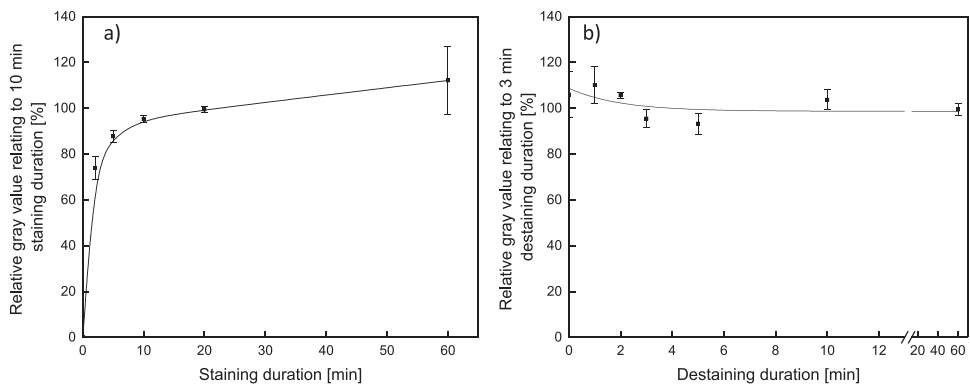 a)
Relative gray value relating to 10 min
staining duration [%]
140
120
100
80
60
40
20
0
0 10 20 30 40 50 60
Staining duration [min]
b)
Relative gray value relating to 3 min
destaining duration [%]
140
120
100
80
60
40
20
0
0 2 4 6 8 10 12 20 40 60
Destaining duration [min]